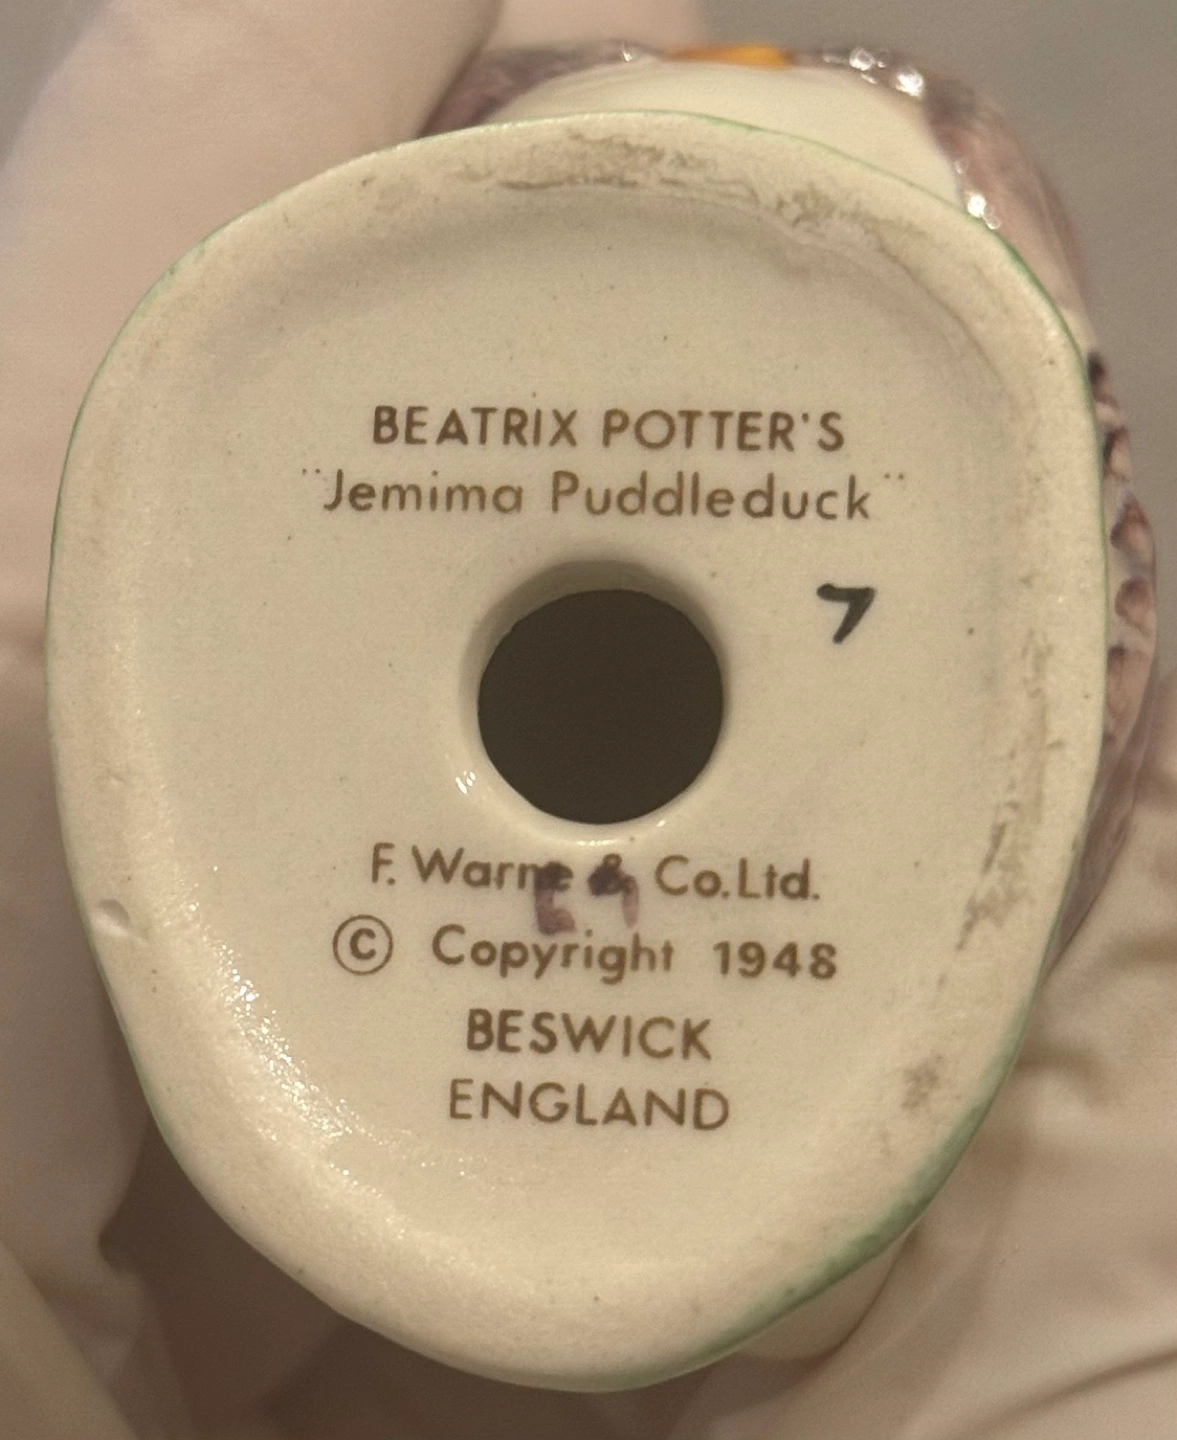 BEATRIX POTTER'S
"Jemima Puddleduck"
7
F. Warne & Co.Ltd.
© Copyright 1948
BESWICK
ENGLAND